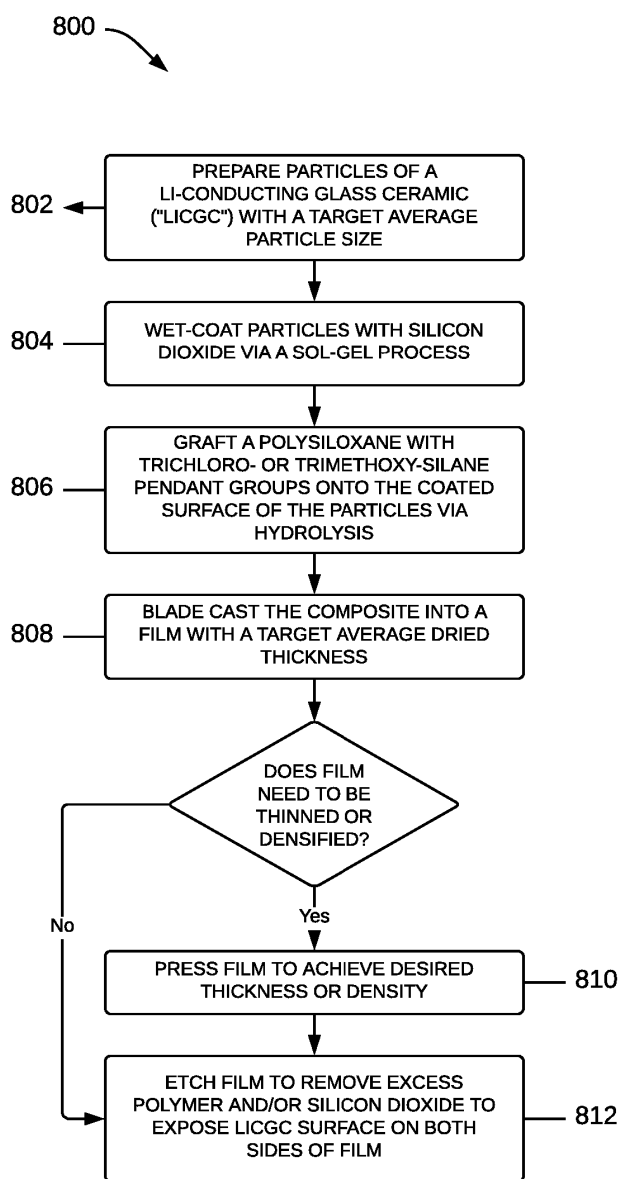 800
802
PREPARE PARTICLES OF A
LI-CONDUCTING GLASS CERAMIC
("LICGC") WITH A TARGET AVERAGE
PARTICLE SIZE
804
WET-COAT PARTICLES WITH SILICON
DIOXIDE VIA A SOL-GEL PROCESS
806
GRAFT A POLYSILOXANE WITH
TRICHLORO- OR TRIMETHOXY-SILANE
PENDANT GROUPS ONTO THE COATED
SURFACE OF THE PARTICLES VIA
HYDROLYSIS
808
BLADE CAST THE COMPOSITE INTO A
FILM WITH A TARGET AVERAGE DRIED
THICKNESS
DOES FILM
NEED TO BE
THINNED OR
DENSIFIED?
No
Yes
PRESS FILM TO ACHIEVE DESIRED
THICKNESS OR DENSITY
810
ETCH FILM TO REMOVE EXCESS
POLYMER AND/OR SILICON DIOXIDE TO
EXPOSE LICGC SURFACE ON BOTH
SIDES OF FILM
812